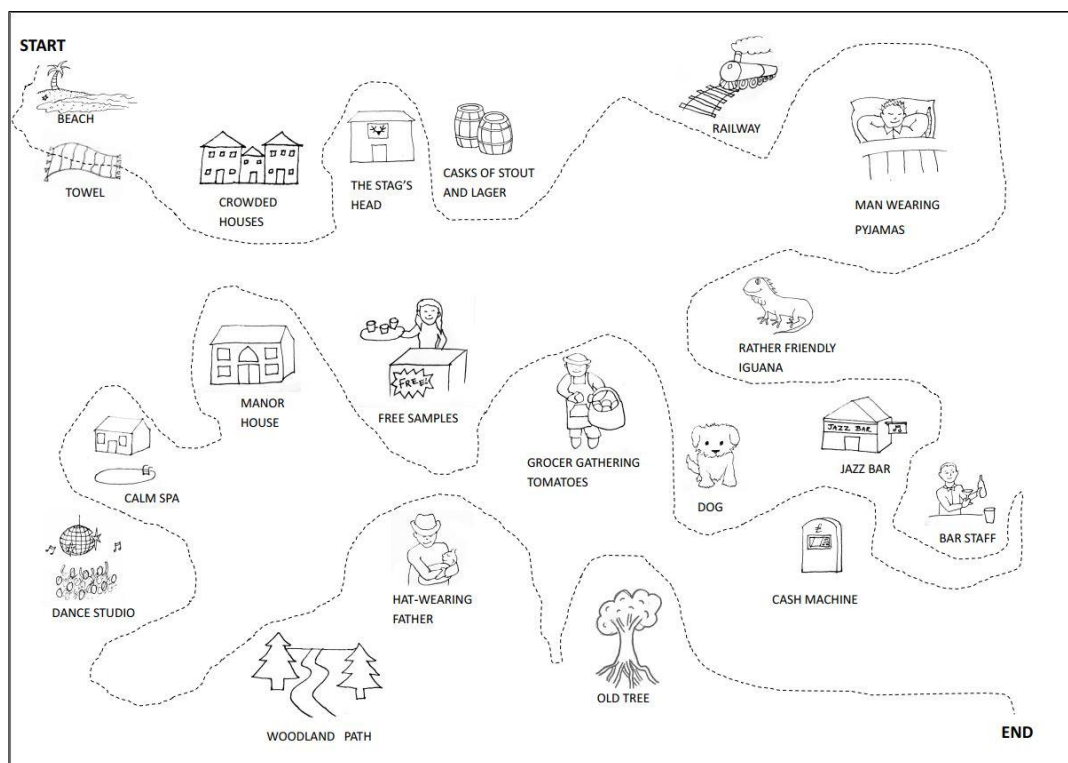 START
BEACH
TOWEL
CROWDED
HOUSES
THE STAG'S
HEAD
CASKS OF STOUT
AND LAGER
RAILWAY
MAN WEARING
PYJAMAS
RATHER FRIENDLY
IGUANA
JAZZ BAR
JAZZ BAR
BAR STAFF
£
CASH MACHINE
DOG
GROCER GATHERING
TOMATOES
FREE!
FREE SAMPLES
MANOR
HOUSE
CALM SPA
DANCE STUDIO
WOODLAND PATH
HAT-WEARING
FATHER
OLD TREE
END